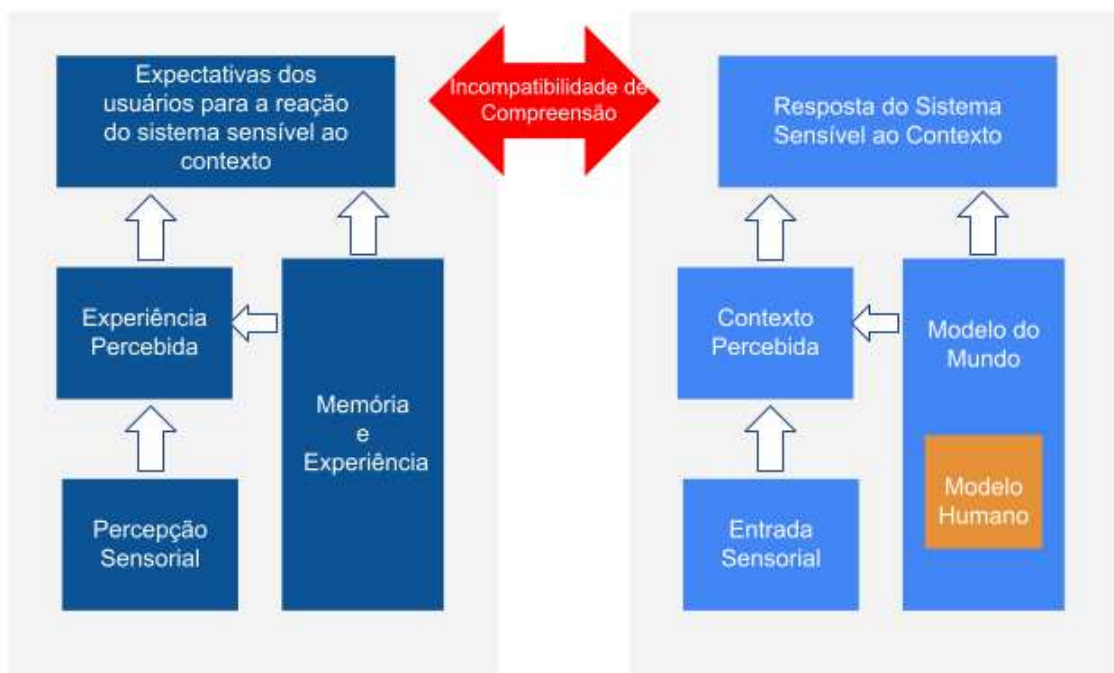 Expectativas dos
usuários para a reação
do sistema sensível ao
contexto
Incompatibilidade de
Compreensão
Resposta do Sistema
Sensível ao Contexto
Experiência
Percebida
Memória
e
Experiência
Percepção
Sensorial
Contexto
Percebida
Modelo do
Mundo
Modelo
Humano
Entrada
Sensorial